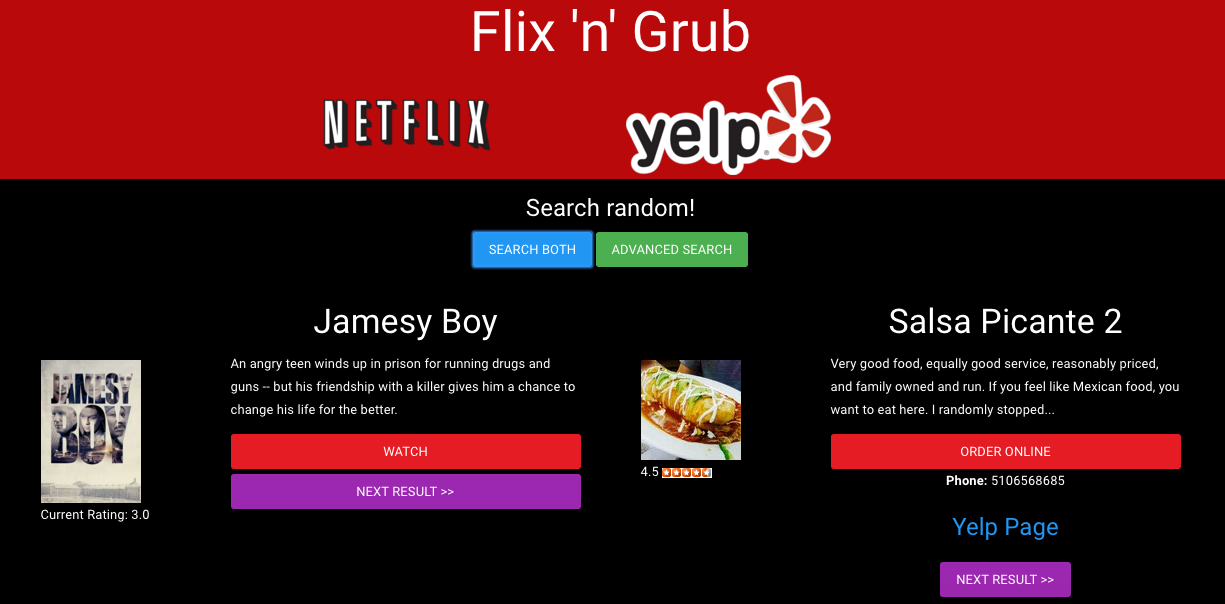 Flix 'n' Grub
NETFLIX
yelp
Search random!
SEARCH BOTH
ADVANCED SEARCH
Jamesy Boy
JAMESY
BOY
Current Rating: 3.0
An angry teen winds up in prison for running drugs and
guns -- but his friendship with a killer gives him a chance to
change his life for the better.
WATCH
NEXT RESULT >>
Salsa Picante 2
4.5
Very good food, equally good service, reasonably priced,
and family owned and run. If you feel like Mexican food, you
want to eat here. I randomly stopped...
ORDER ONLINE
Phone: 5106568685
Yelp Page
NEXT RESULT >>